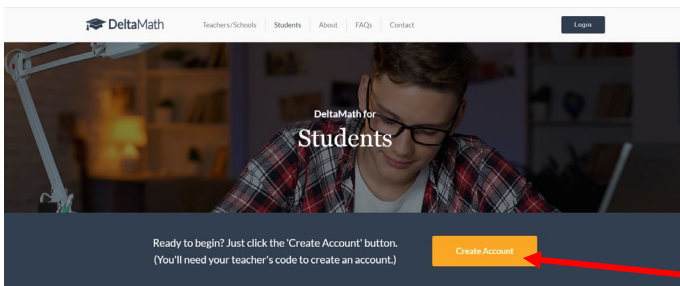 DeltaMath
Teachers/Schools Students About FAQs Contact
Login
DeltaMath for
Students
Ready to begin? Just click the 'Create Account' button.
(You'll need your teacher's code to create an account.)
Create Account